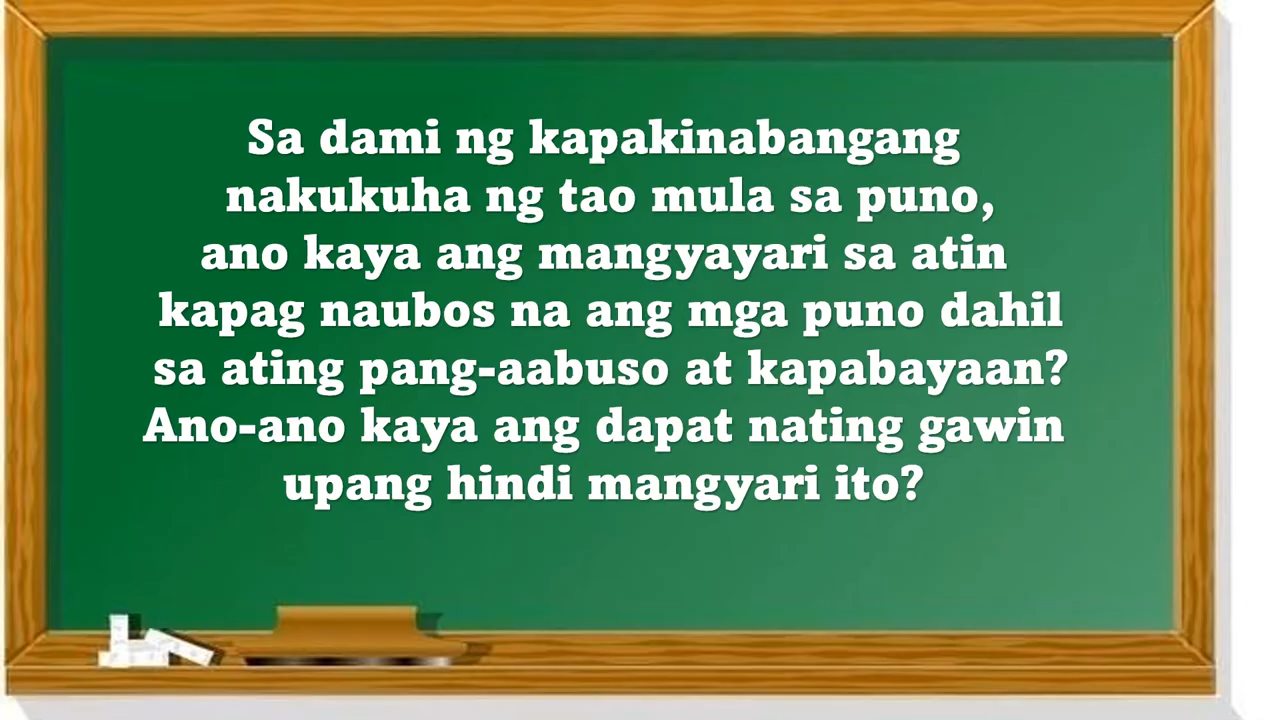 Sa dami ng kapakinabangang
nakukuha ng tao mula sa puno,
ano kaya ang mangyayari sa atin
kapag naubos na ang mga puno dahil
sa ating pang-aabuso at kapabayaan?
Ano-ano kaya ang dapat nating gawin
upang hindi mangyari ito?